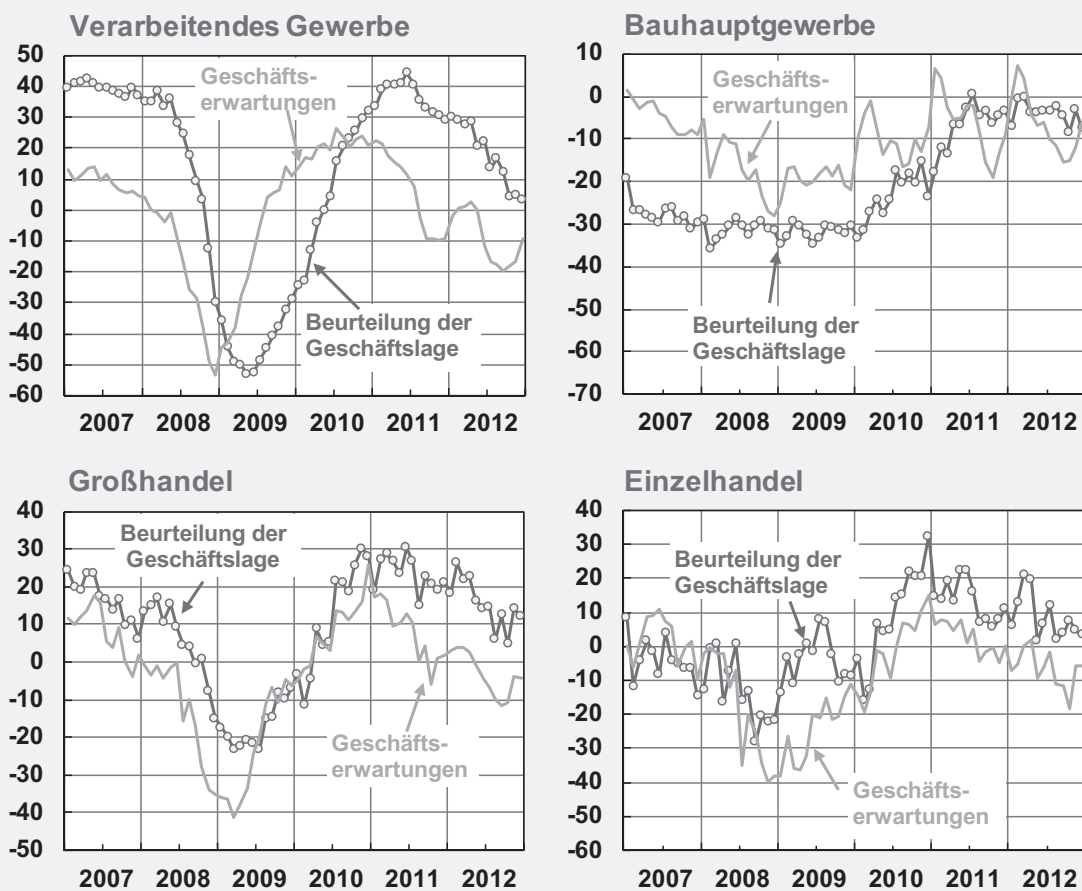 Verarbeitendes Gewerbe
50
40
30
20
10
0
-10
-20
-30
-40
-50
-60
Geschäfts-
erwartungen
Beurteilung der
Geschäftslage
2007 2008 2009 2010 2011 2012
Bauhauptgewerbe
10
0
-10
-20
-30
-40
-50
-60
-70
Geschäfts-
erwartungen
Beurteilung der
Geschäftslage
2007 2008 2009 2010 2011 2012
Großhandel
40
30
20
10
0
-10
-20
-30
-40
-50
Beurteilung der
Geschäftslage
Geschäfts-
erwartungen
2007 2008 2009 2010 2011 2012
Einzelhandel
40
30
20
10
0
-10
-20
-30
-40
-50
-60
Beurteilung der
Geschäftslage
Geschäfts-
erwartungen
2007 2008 2009 2010 2011 2012